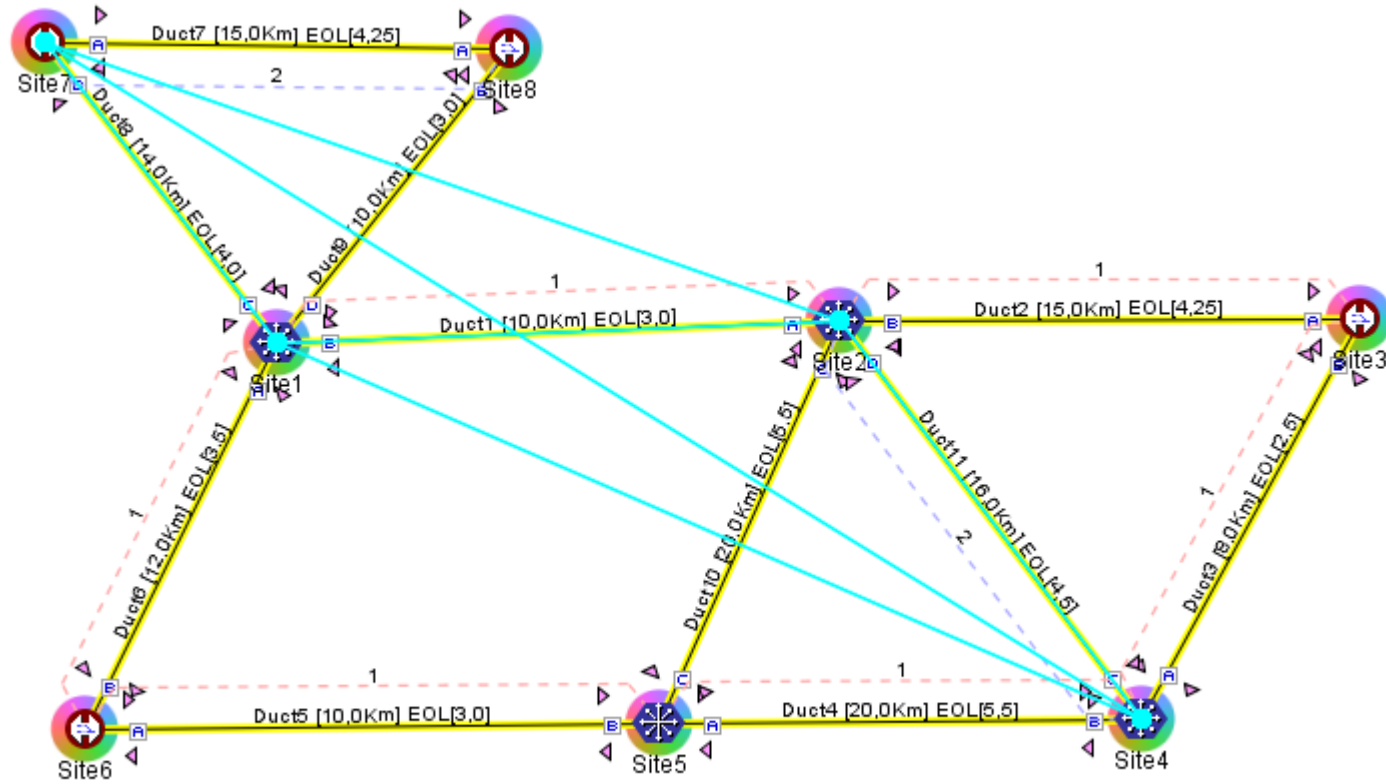 Duct7 [15,0Km] EOL[4,25]
Site7
2
Site8
Duct8 [14,0Km] EOL[4,0]
Duct9 [10,0Km] EOL[3,0]
1
1
Duct1 [10,0Km] EOL[3,0]
Duct2 [15,0Km] EOL[4,25]
Site1
Site2
Site3
Duct6 [12,0Km] EOL[3,5]
1
Duct10 [20,0Km] EOL[5,5]
Duct11 [16,0Km] EOL[4,5]
2
1
Duct3 [8,0Km] EOL[2,5]
1
1
Duct5 [10,0Km] EOL[3,0]
Duct4 [20,0Km] EOL[5,5]
Site6
Site5
Site4
A
A
B
B
C
D
B
A
B
A
A
C
D
B
B
C
C
A
A
B
A
B